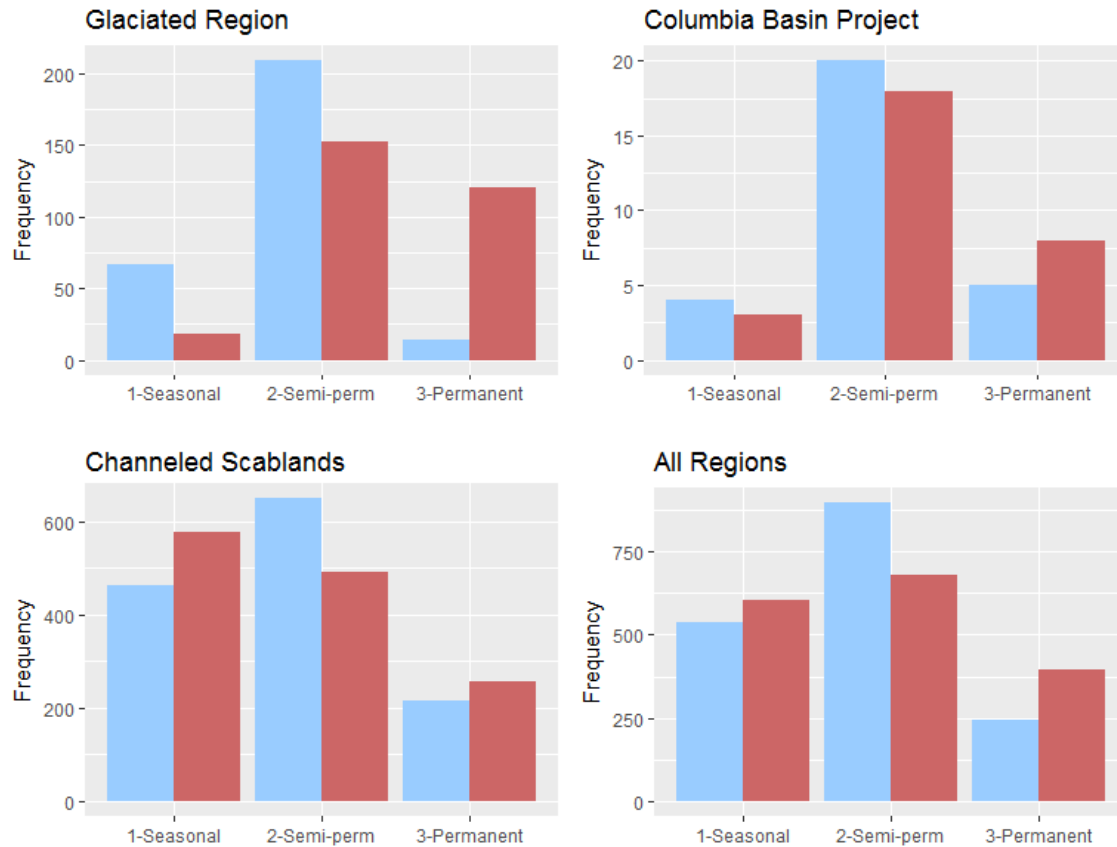 Glaciated Region
Frequency
200
150
100
50
0
1-Seasonal 2-Semi-perm 3-Permanent
Columbia Basin Project
Frequency
20
15
10
5
0
1-Seasonal 2-Semi-perm 3-Permanent
Channeled Scablands
Frequency
600
400
200
0
1-Seasonal 2-Semi-perm 3-Permanent
All Regions
Frequency
750
500
250
0
1-Seasonal 2-Semi-perm 3-Permanent